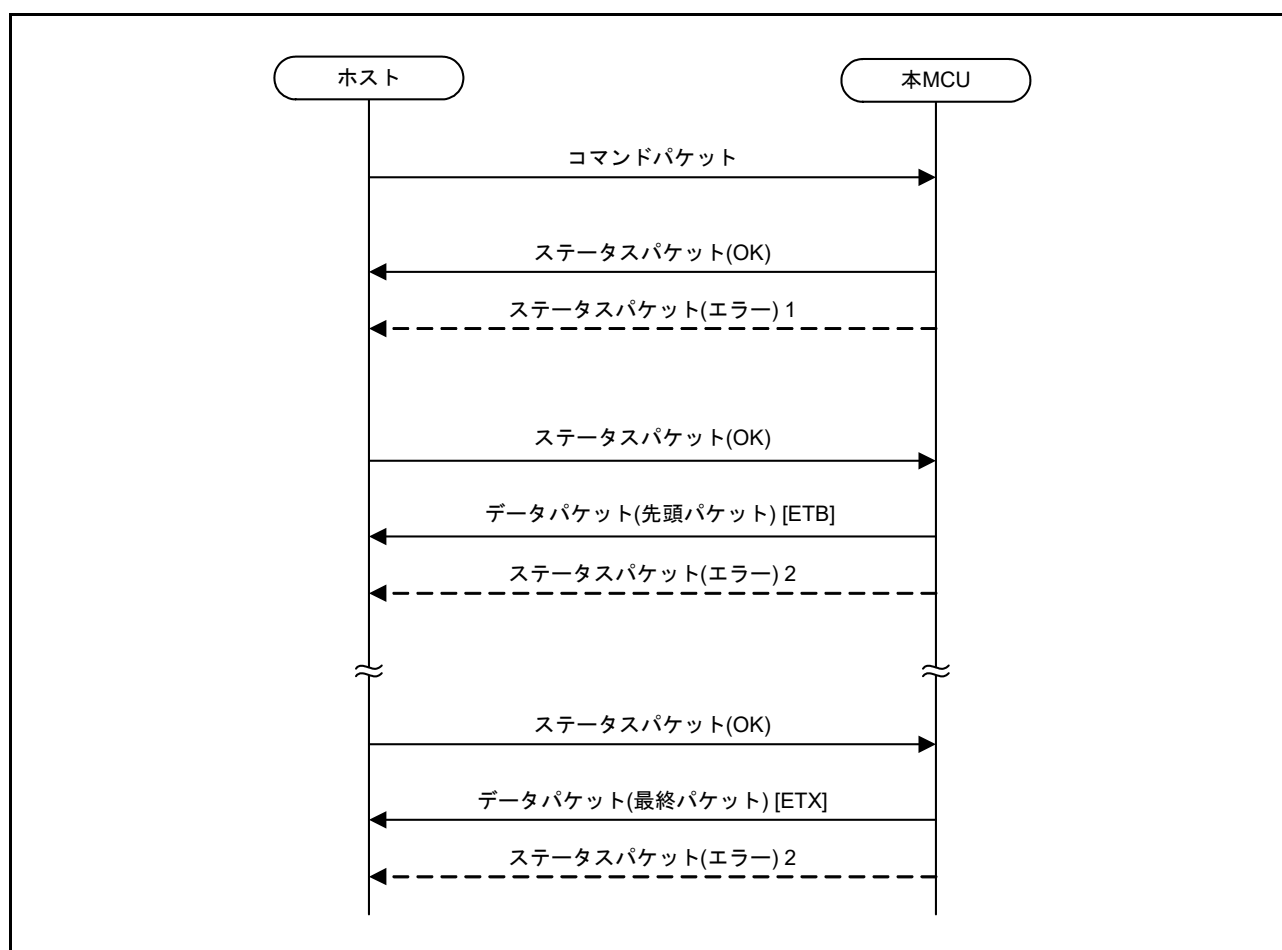 ホスト
本MCU
コマンドパケット
ステータスパケット(OK)
ステータスパケット(エラー) 1
ステータスパケット(OK)
データパケット(先頭パケット) [ETB]
ステータスパケット(エラー) 2
ステータスパケット(OK)
データパケット(最終パケット) [ETX]
ステータスパケット(エラー) 2